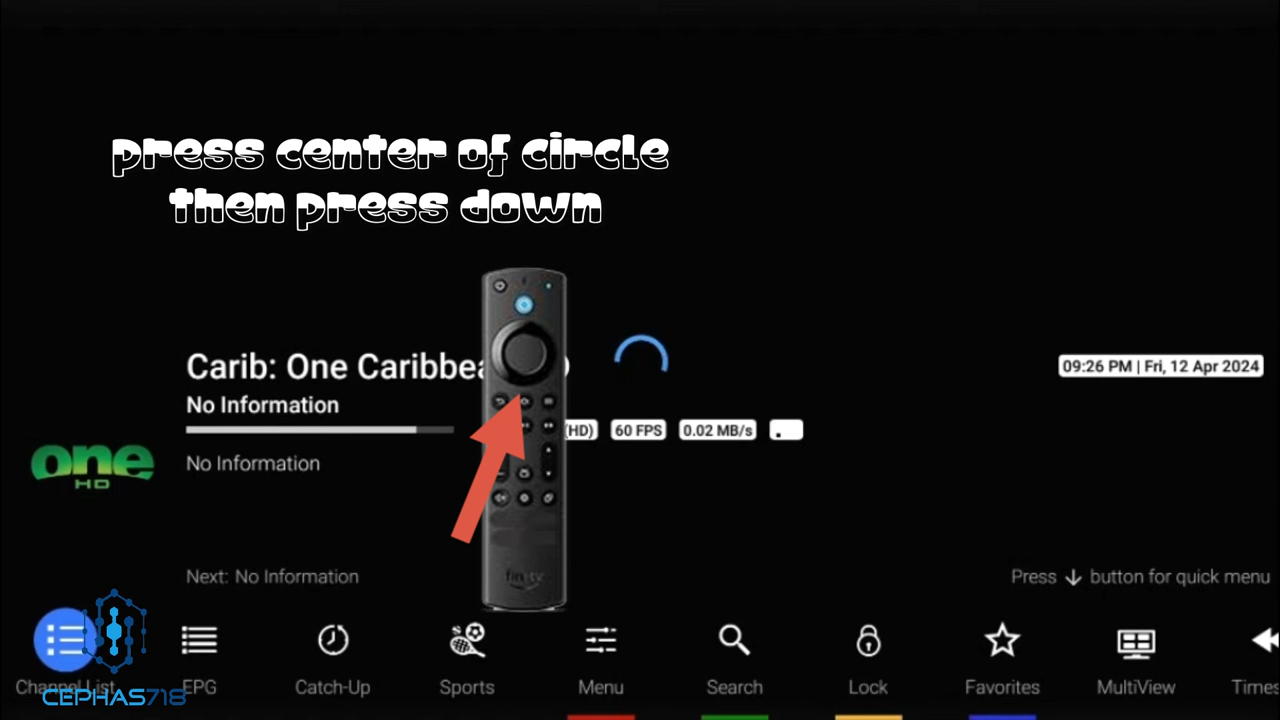 press center of circle
then press down
Carib: One Caribbea
No Information
09:26 PM | Fri, 12 Apr 2024
(HD) 60 FPS 0.02 MB/s
No Information
one
HD
fire tv
Next: No Information
Press ↓ button for quick menu
Channel List EPG Catch-Up Sports Menu Search Lock Favorites MultiView Times
CEPHAS718